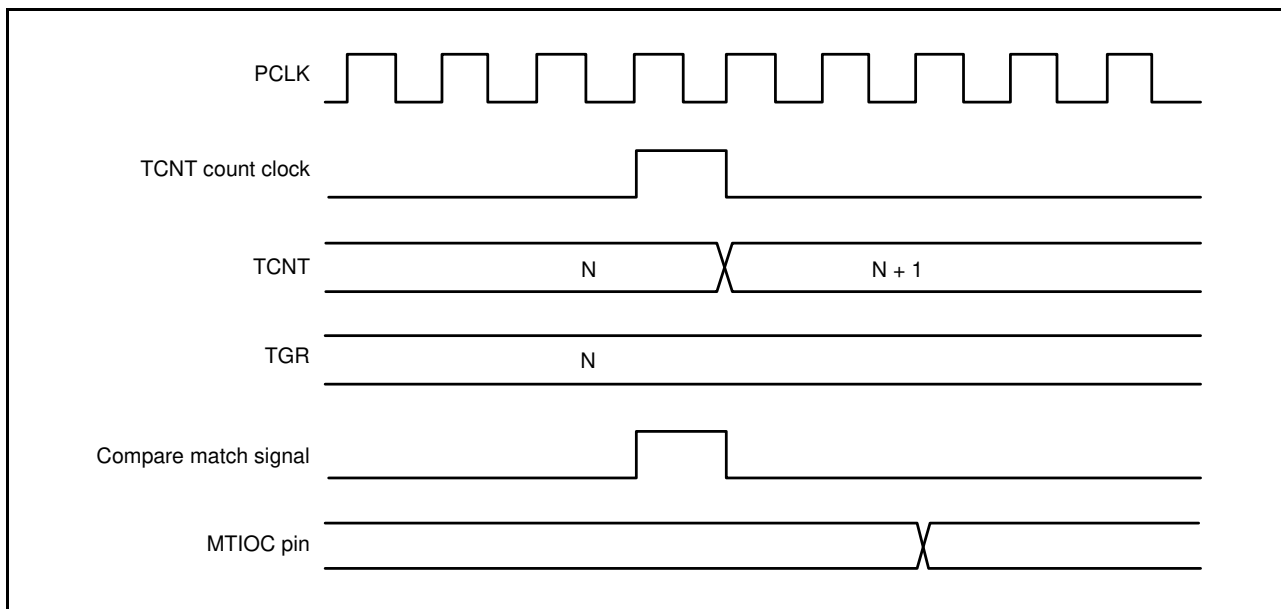 PCLK
TCNT count clock
TCNT
N
N + 1
TGR
N
Compare match signal
MTIOC pin